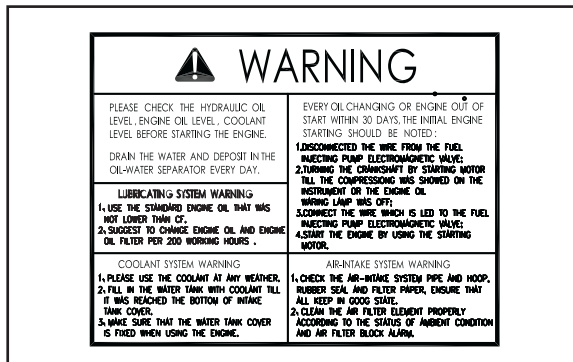 WARNING
PLEASE CHECK THE HYDRAULIC OIL
LEVEL, ENGINE OIL LEVEL, COOLANT
LEVEL BEFORE STARTING THE ENGINE.
DRAIN THE WATER AND DEPOSIT IN THE
OIL-WATER SEPARATOR EVERY DAY.
LUBRICATING SYSTEM WARNING
1、USE THE STANDARD ENGINE OIL THAT WAS
NOT LOWER THAN CF.
2、SUGGEST TO CHANGE ENGINE OIL AND ENGINE
OIL FILTER PER 200 WORKING HOURS .
EVERY OIL CHANGING OR ENGINE OUT OF
START WITHIN 30 DAYS, THE INITIAL ENGINE
STARTING SHOULD BE NOTED :
1.DISCONNECTED THE WIRE FROM THE FUEL
INJECTING PUMP ELECTROMAGNETIC VALVE;
2.TURNING THE CRANKSHAFT BY STARTING MOTOR
TILL THE COMPRESSIONG WAS SHOWED ON THE
INSTRUMENT OR THE ENGINE OIL
WARING LAMP WAS OFF;
3.CONNECT THE WIRE WHICH IS LED TO THE FUEL
INJECTING PUMP ELECTROMAGNETIC VALVE;
4.START THE ENGINE BY USING THE STARTING
MOTOR.
COOLANT SYSTEM WARNING
1、PLEASE USE THE COOLANT AT ANY WEATHER.
2、FILL IN THE WATER TANK WITH COOLANT TILL
IT WAS REACHED THE BOTTOM OF INTAKE
TANK COVER.
3、MAKE SURE THAT THE WATER TANK COVER
IS FIXED WHEN USING THE ENGINE.
AIR-INTAKE SYSTEM WARNING
1、CHECK THE AIR-INTAKE SYSTEM PIPE AND HOOP,
RUBBER SEAL AND FILTER PAPER, ENSURE THAT
ALL KEEP IN GOOG STATE.
2、CLEAN THE AIR FILTER ELEMENT PROPERLY
ACCORDING TO THE STATUS OF AMBIENT CONDITION
AND AIR FILTER BLOCK ALARM.